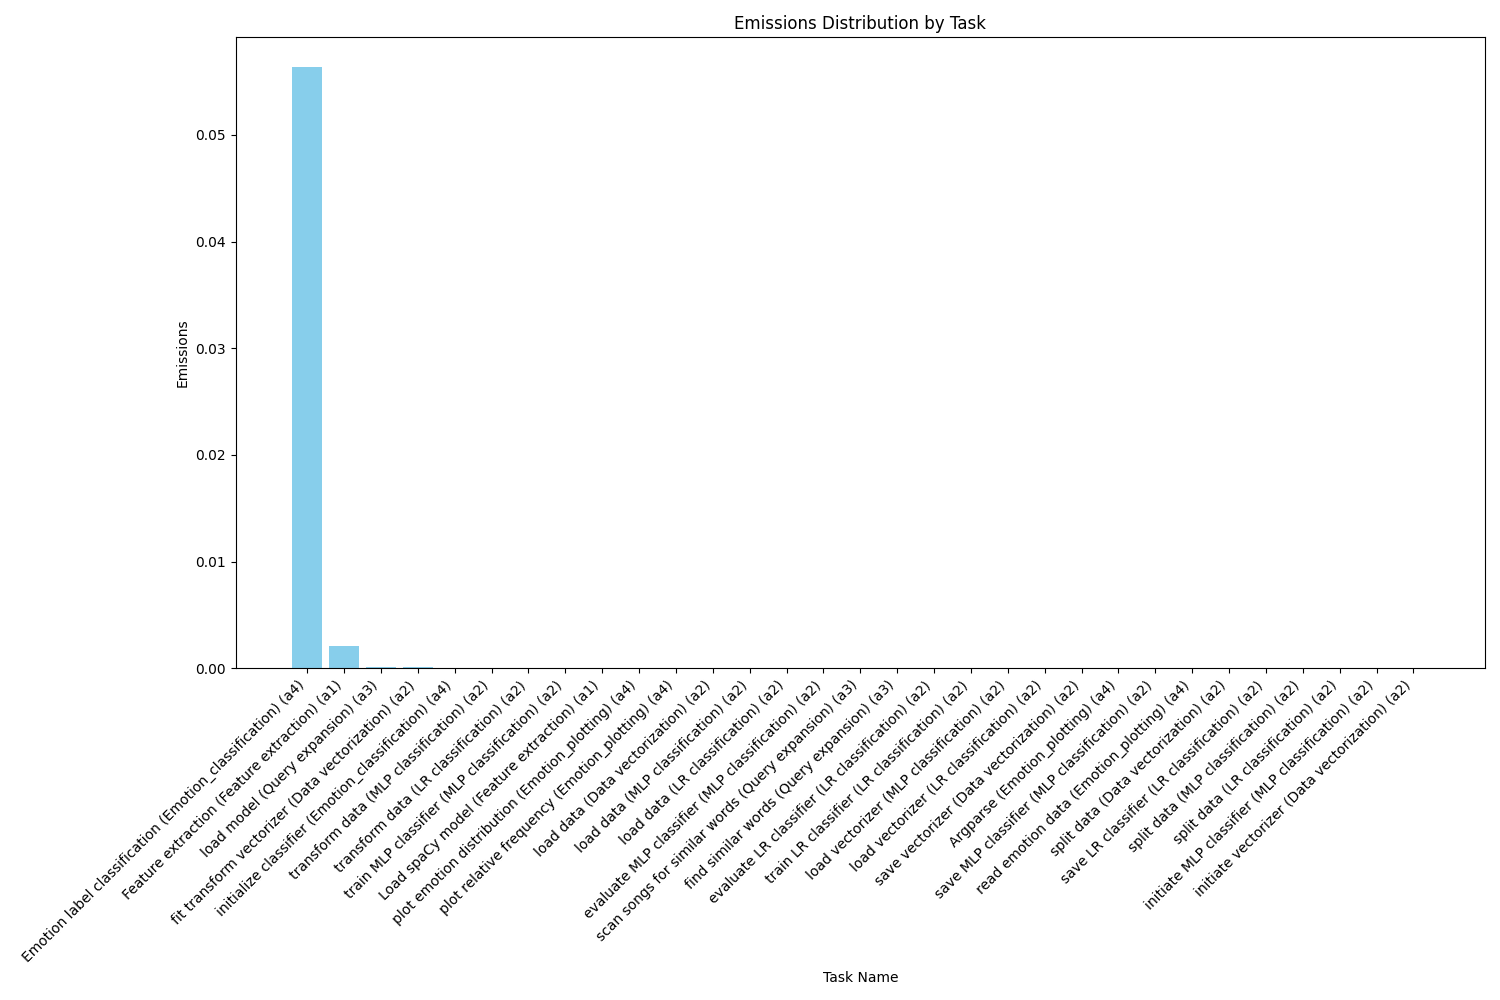 Emissions Distribution by Task
Emissions
0.05
0.04
0.03
0.02
0.01
0.00
Emotion label classification (Emotion_classification) (a4)
Feature extraction (Feature extraction) (a1)
load model (Query expansion) (a3)
fit transform vectorizer (Data vectorization) (a2)
initialize classifier (Emotion_classification) (a4)
transform data (MLP classification) (a2)
transform data (LR classification) (a2)
train MLP classifier (MLP classification) (a2)
Load spaCy model (Feature extraction) (a1)
plot emotion distribution (Emotion_plotting) (a4)
plot relative frequency (Emotion_plotting) (a4)
load data (Data vectorization) (a2)
load data (MLP classification) (a2)
load data (LR classification) (a2)
evaluate MLP classifier (MLP classification) (a2)
scan songs for similar words (Query expansion) (a3)
find similar words (Query expansion) (a3)
evaluate LR classifier (LR classification) (a2)
train LR classifier (LR classification) (a2)
load vectorizer (MLP classification) (a2)
load vectorizer (LR classification) (a2)
save vectorizer (Data vectorization) (a2)
Argparse (Emotion_plotting) (a4)
save MLP classifier (MLP classification) (a2)
read emotion data (Emotion_plotting) (a4)
split data (Data vectorization) (a2)
save LR classifier (LR classification) (a2)
split data (MLP classification) (a2)
split data (LR classification) (a2)
initiate MLP classifier (MLP classification) (a2)
initiate vectorizer (Data vectorization) (a2)
Task Name